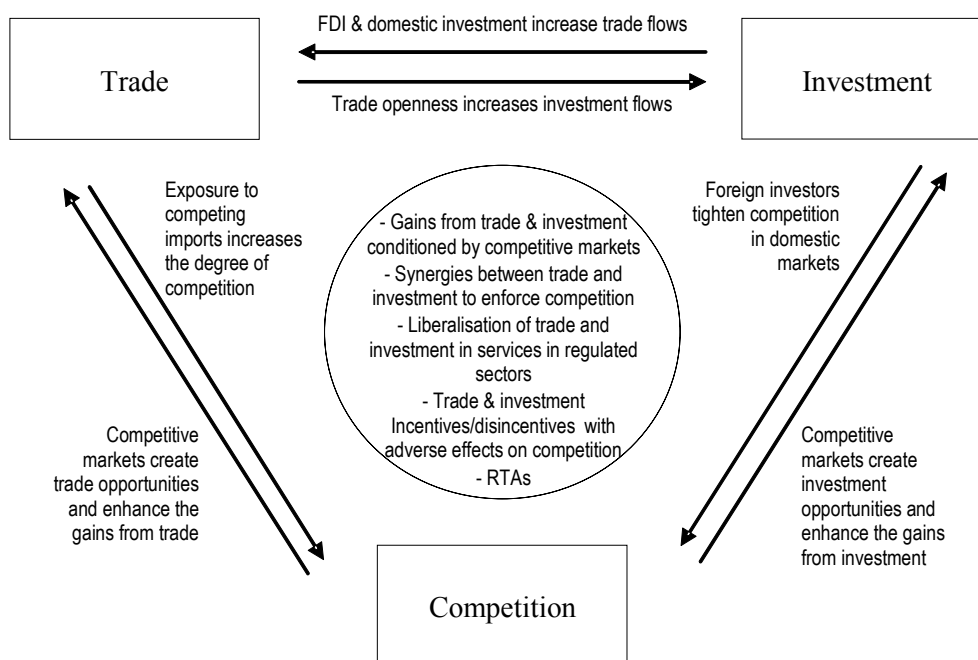 FDI & domestic investment increase trade flows
Trade
Investment
Trade openness increases investment flows
Exposure to
competing
imports increases
the degree of
competition
Foreign investors
tighten competition
in domestic
markets
- Gains from trade & investment
conditioned by competitive markets
- Synergies between trade and
investment to enforce competition
- Liberalisation of trade and
investment in services in regulated
sectors
- Trade & investment
Incentives/disincentives with
adverse effects on competition
- RTAs
Competitive
markets create
trade opportunities
and enhance the
gains from trade
Competitive
markets create
investment
opportunities and
enhance the gains
from investment
Competition